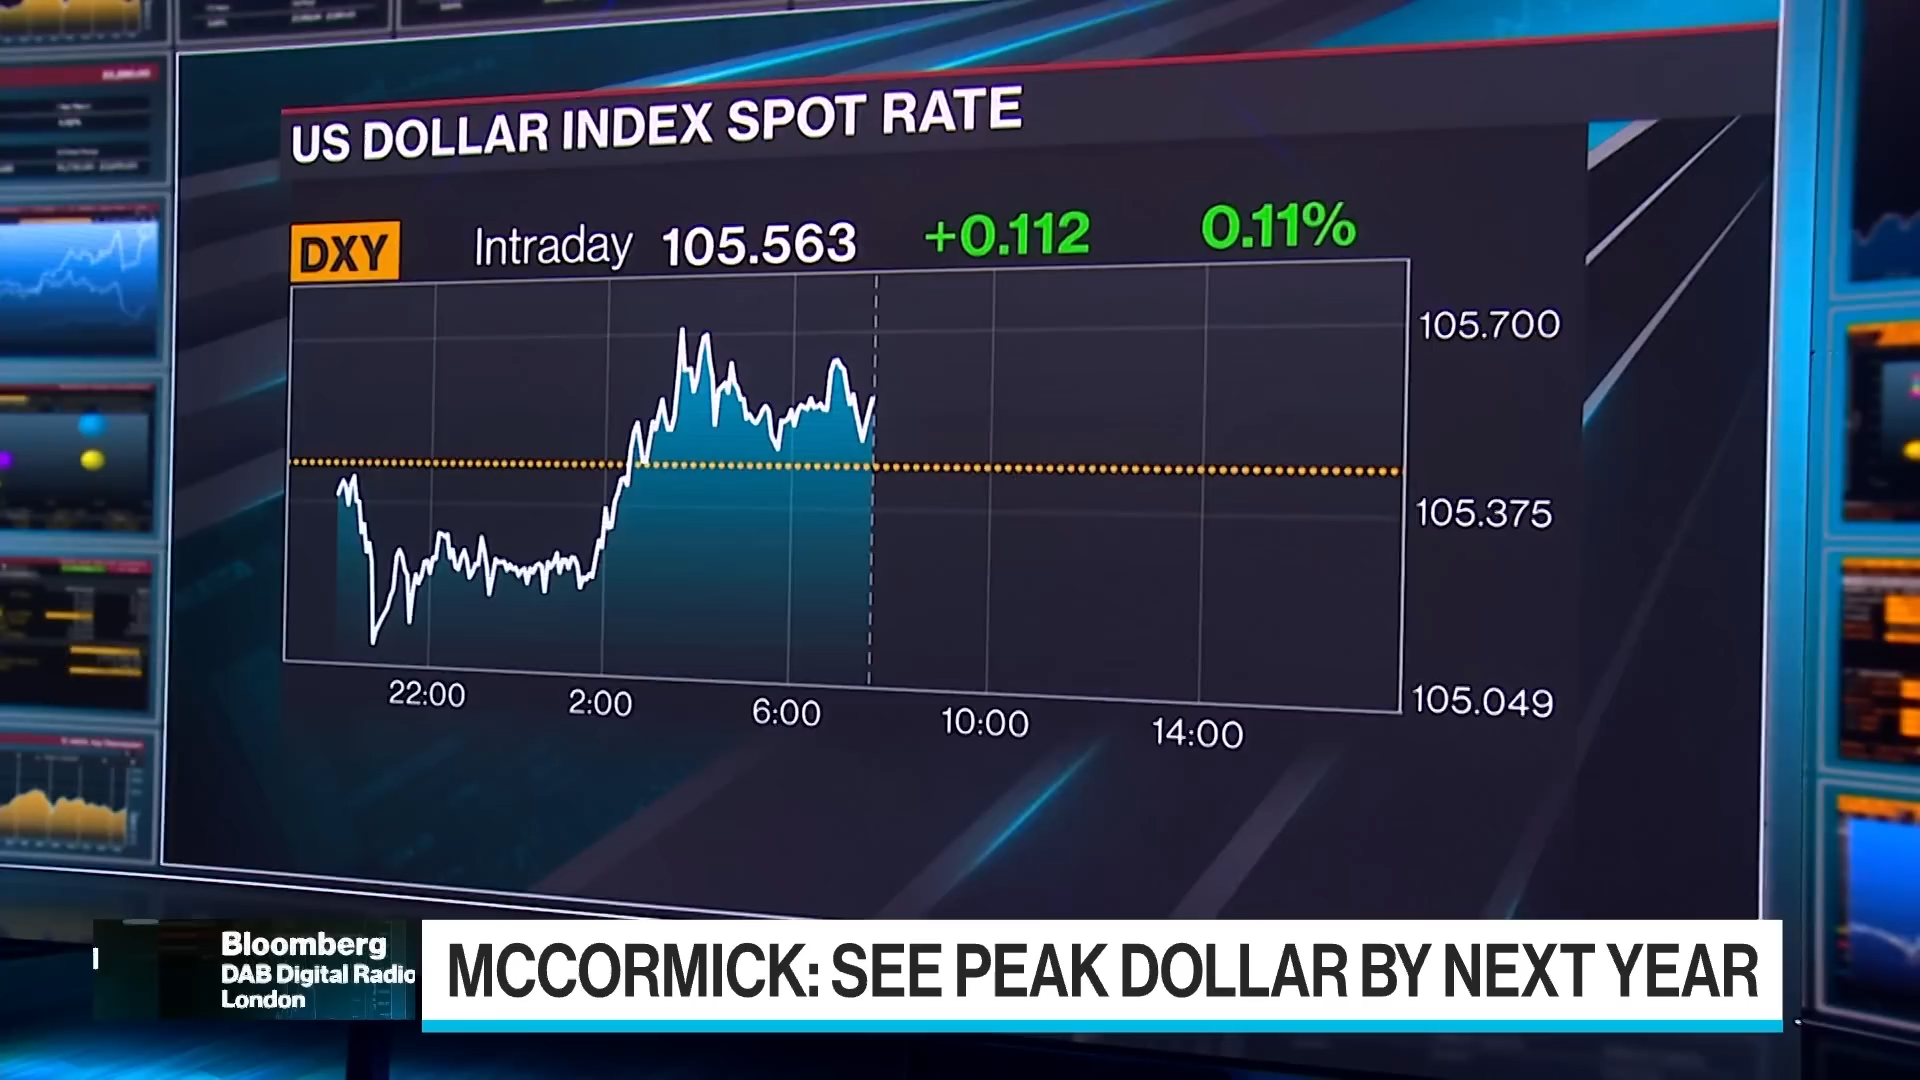 US DOLLAR INDEX SPOT RATE
DXY Intraday 105.563 +0.112 0.11%
105.700
105.375
105.049
22:00 2:00 6:00 10:00 14:00
Bloomberg
DAB Digital Radio
London
MCCORMICK: SEE PEAK DOLLAR BY NEXT YEAR